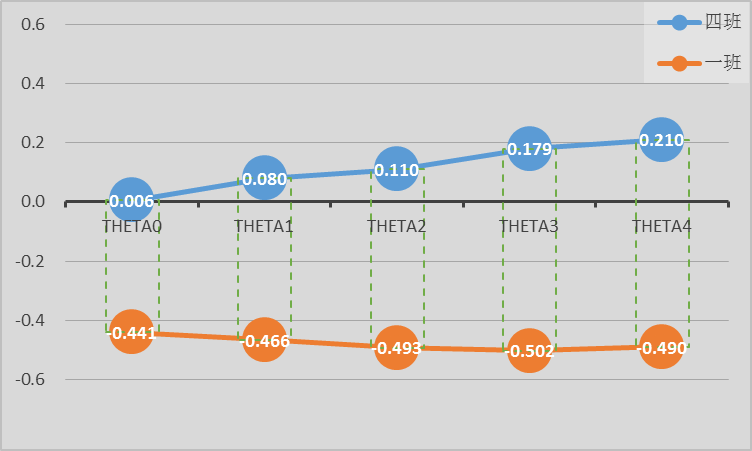 0.6
四班
一班
0.4
0.2
0.0
-0.2
-0.4
-0.6
0.006
0.080
0.110
0.179
0.210
THETA0
THETA1
THETA2
THETA3
THETA4
-0.441
-0.466
-0.493
-0.502
-0.490